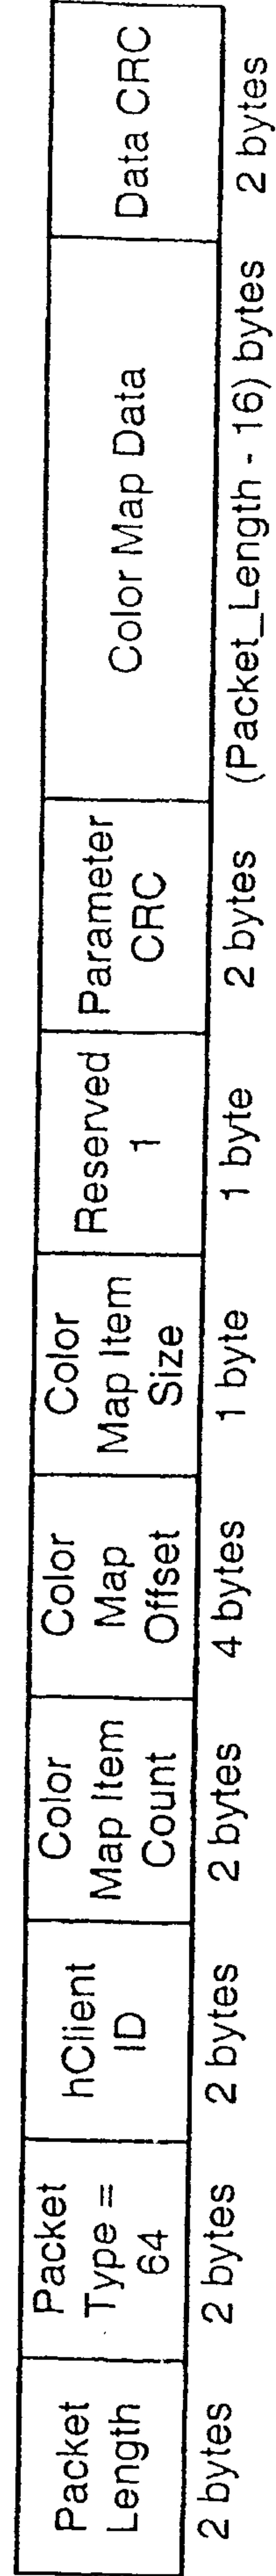 Packet
Length
2 bytes
Packet
Type =
64
2 bytes
hClient
ID
2 bytes
Color
Map Item
Count
2 bytes
Color
Map
Offset
4 bytes
Color
Map Item
Size
1 byte
Reserved
1
1 byte
Parameter
CRC
2 bytes
Color Map Data
(Packet_Length - 16) bytes
Data CRC
2 bytes